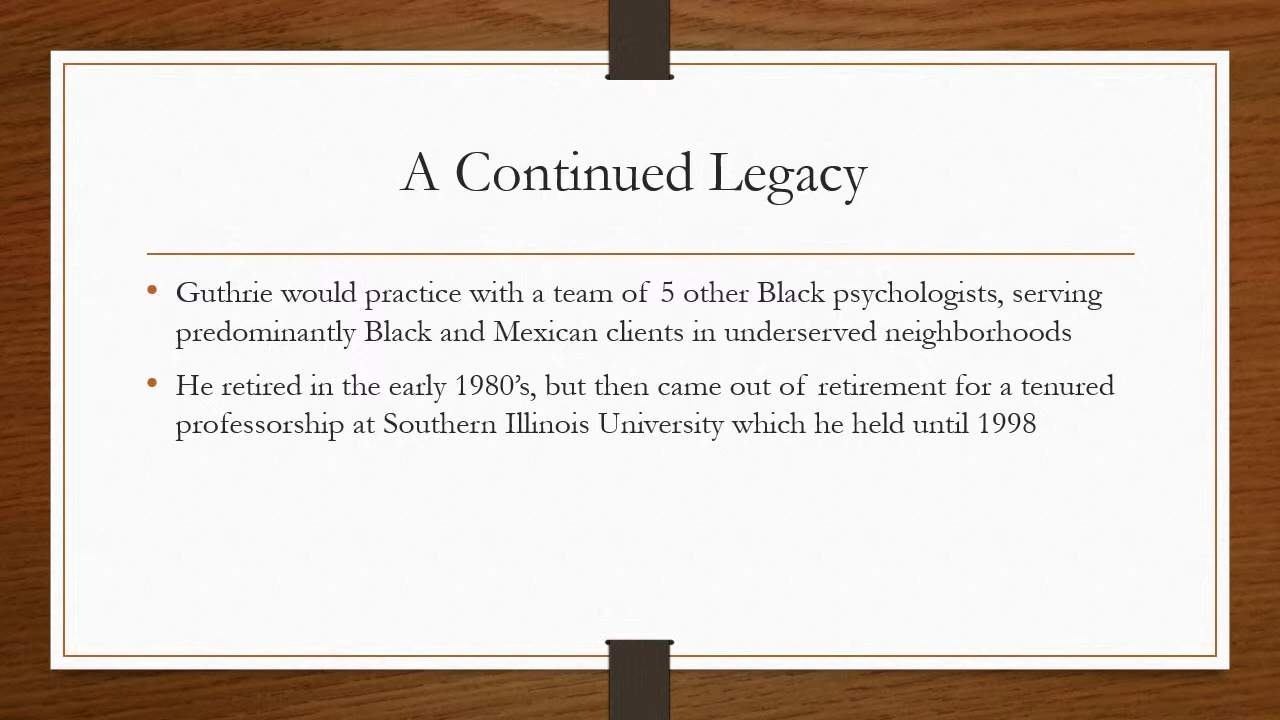 A Continued Legacy
• Guthrie would practice with a team of 5 other Black psychologists, serving
predominantly Black and Mexican clients in underserved neighborhoods
• He retired in the early 1980’s, but then came out of retirement for a tenured
professorship at Southern Illinois University which he held until 1998